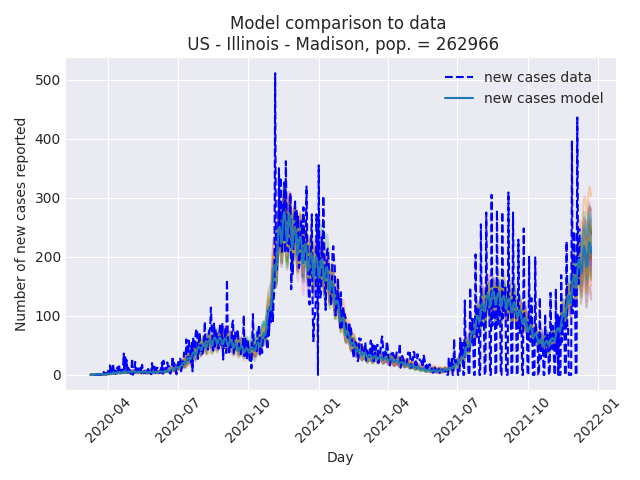 Model comparison to data
US - Illinois - Madison, pop. = 262966
new cases data
new cases model
Number of new cases reported
500
400
300
200
100
0
2020-04
2020-07
2020-10
2021-01
2021-04
2021-07
2021-10
2022-01
Day